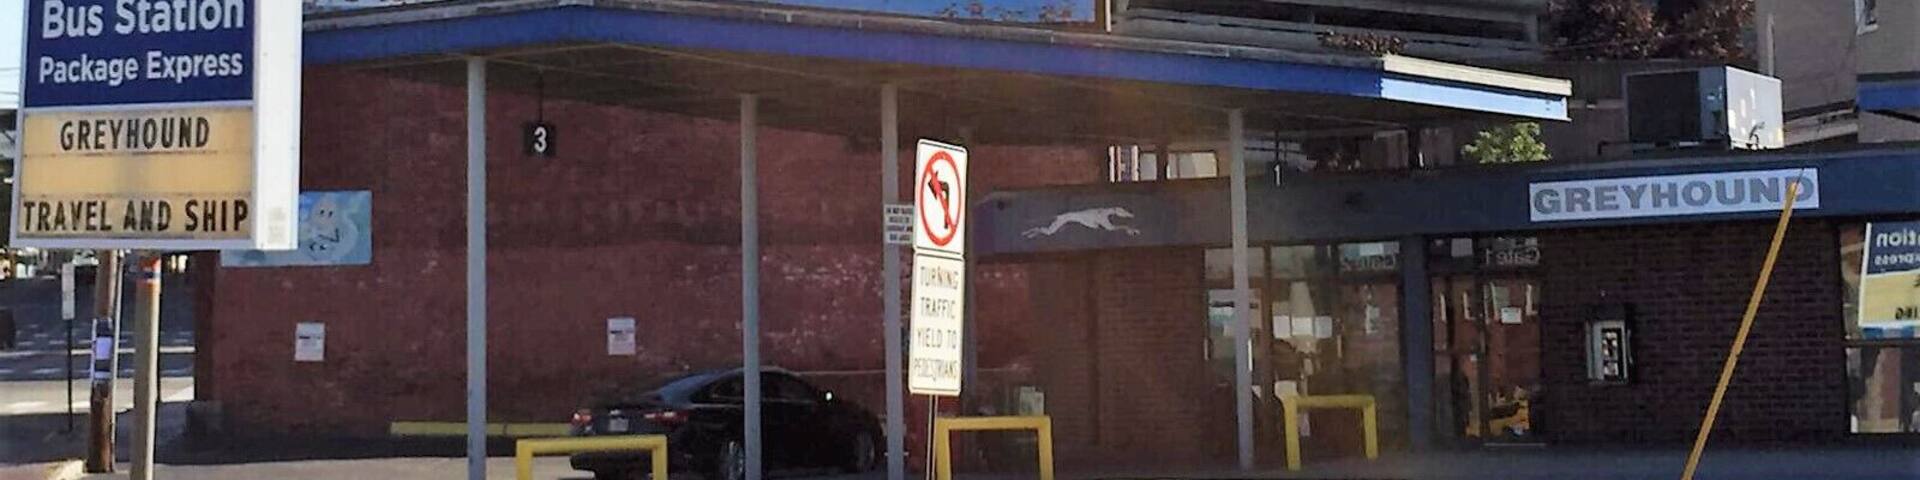 Bus Station
Package Express
GREYHOUND
TRAVEL AND SHIP
3
TURNING
TRAFFIC
YIELD TO
PEDESTRIANS
1
GREYHOUND
Gate 2
Gate 1